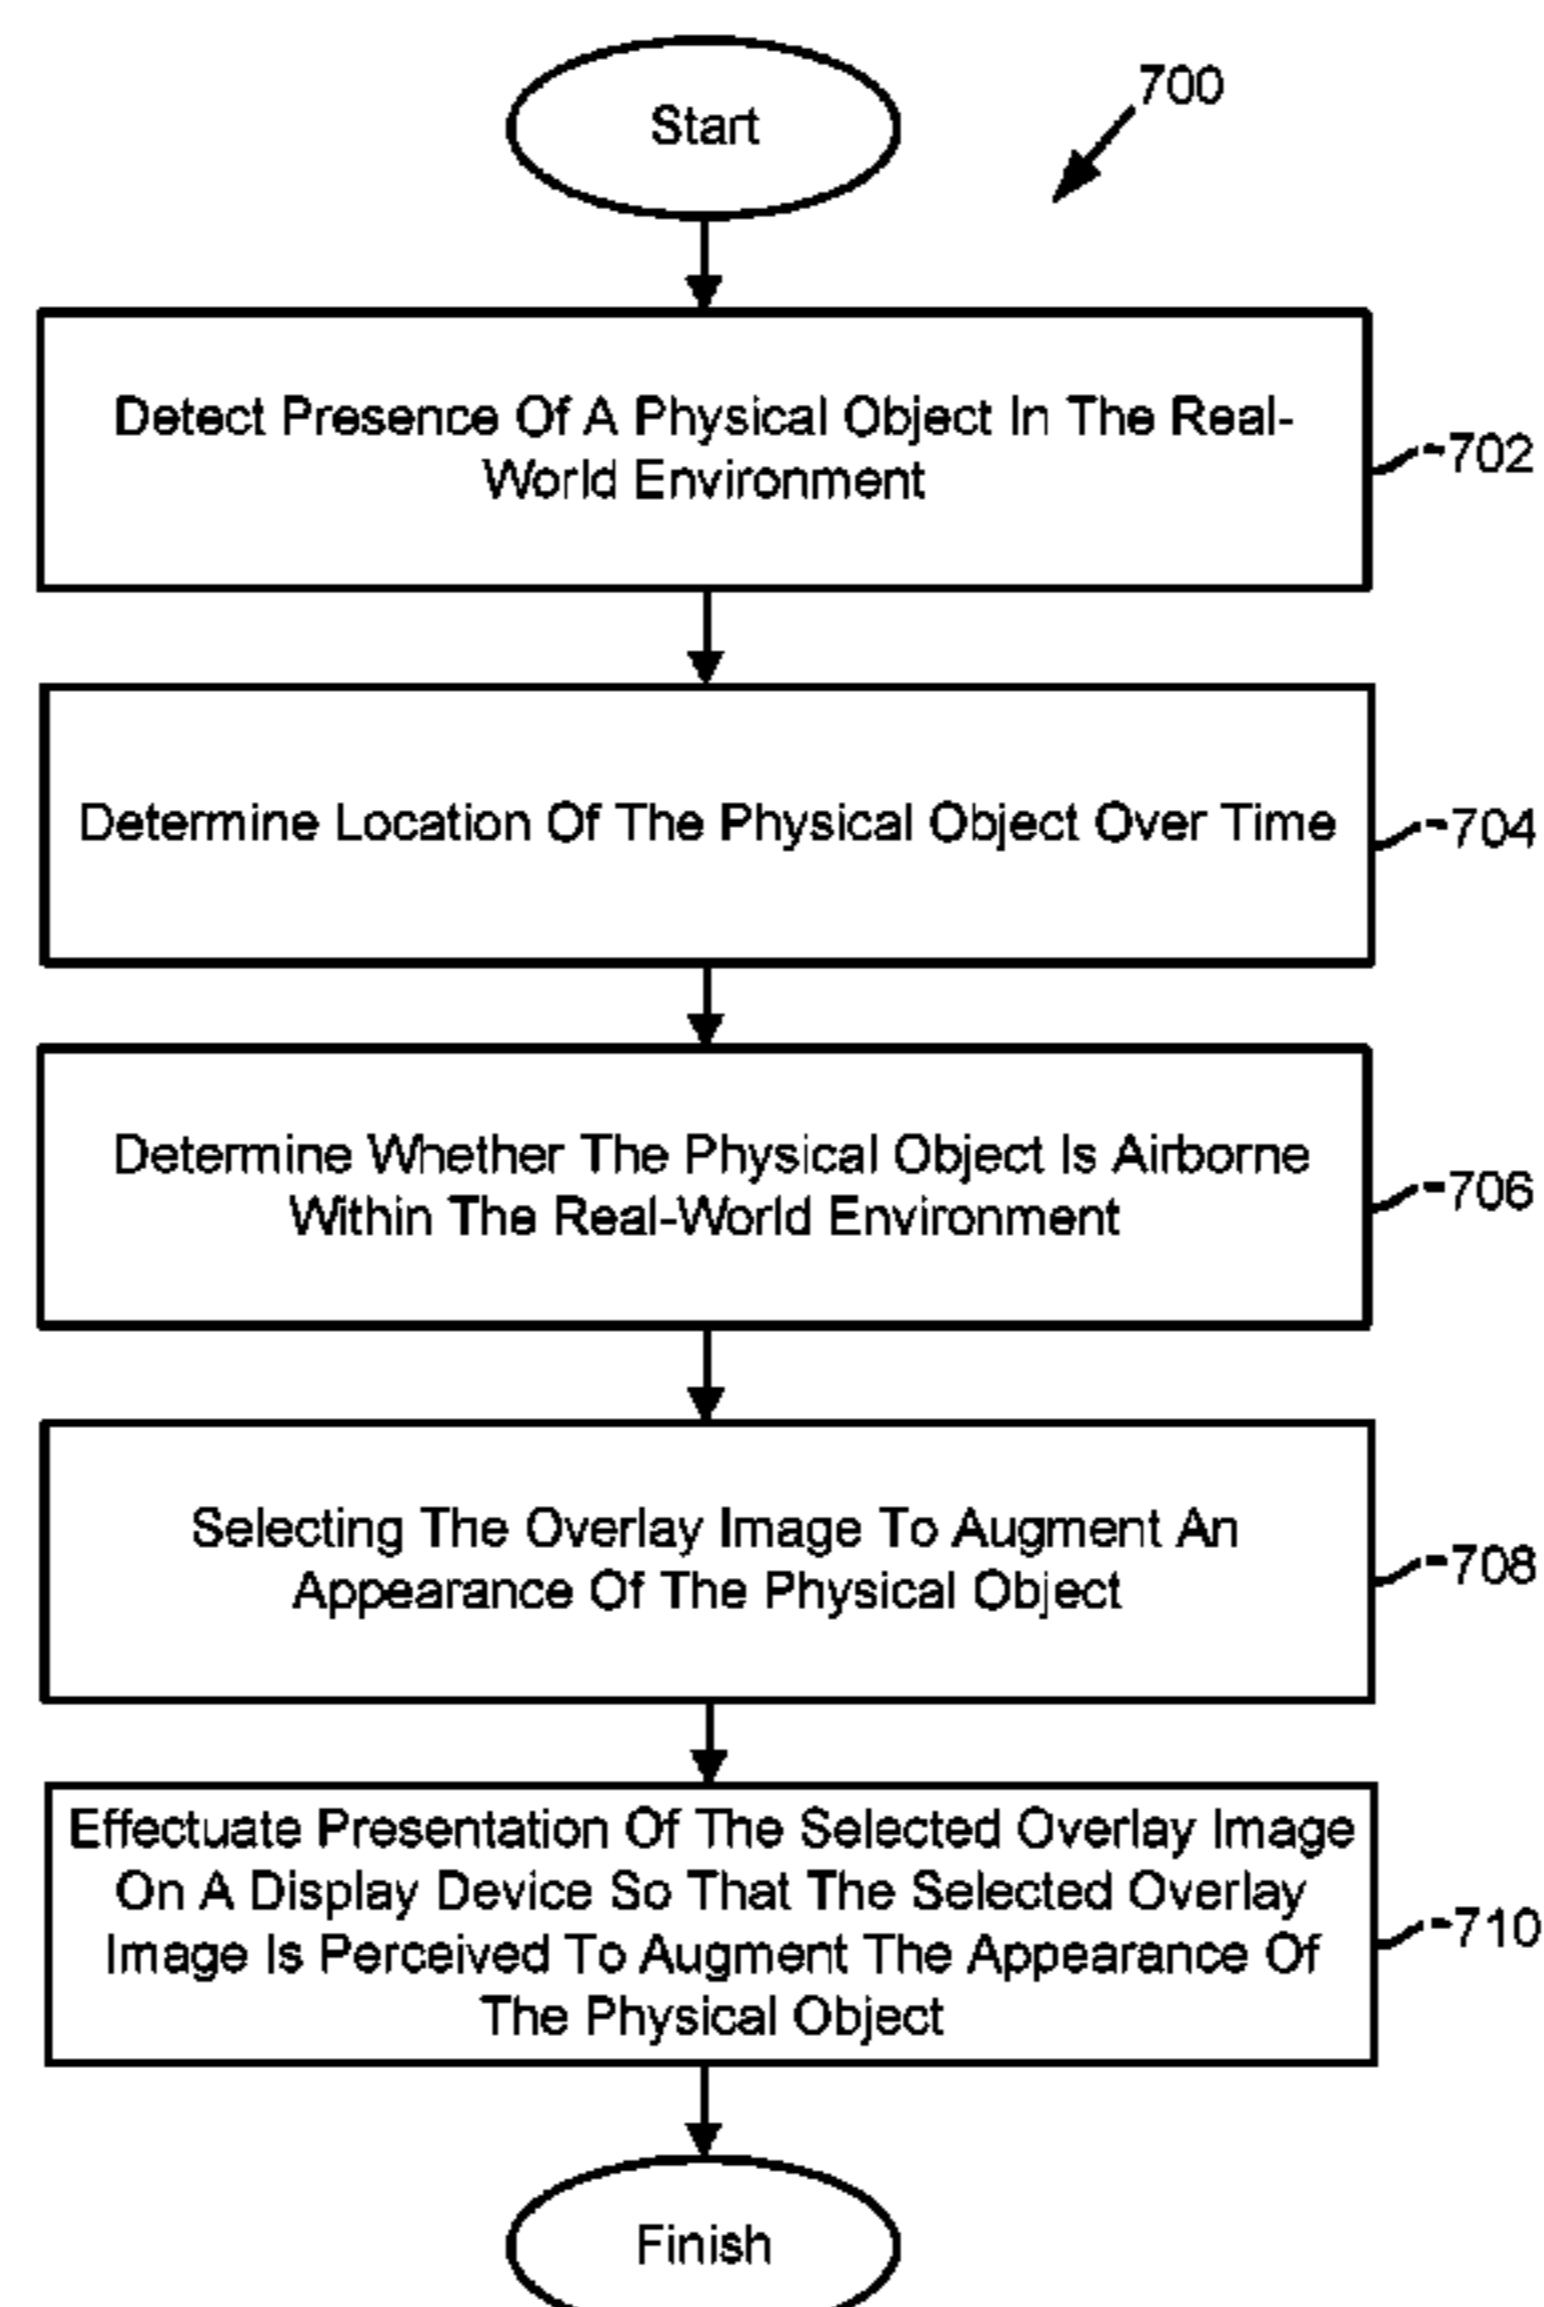 Start
700
Detect Presence Of A Physical Object In The Real-
World Environment
702
Determine Location Of The Physical Object Over Time
704
Determine Whether The Physical Object Is Airborne
Within The Real-World Environment
706
Selecting The Overlay Image To Augment An
Appearance Of The Physical Object
708
Effectuate Presentation Of The Selected Overlay Image
On A Display Device So That The Selected Overlay
Image Is Perceived To Augment The Appearance Of
The Physical Object
710
Finish